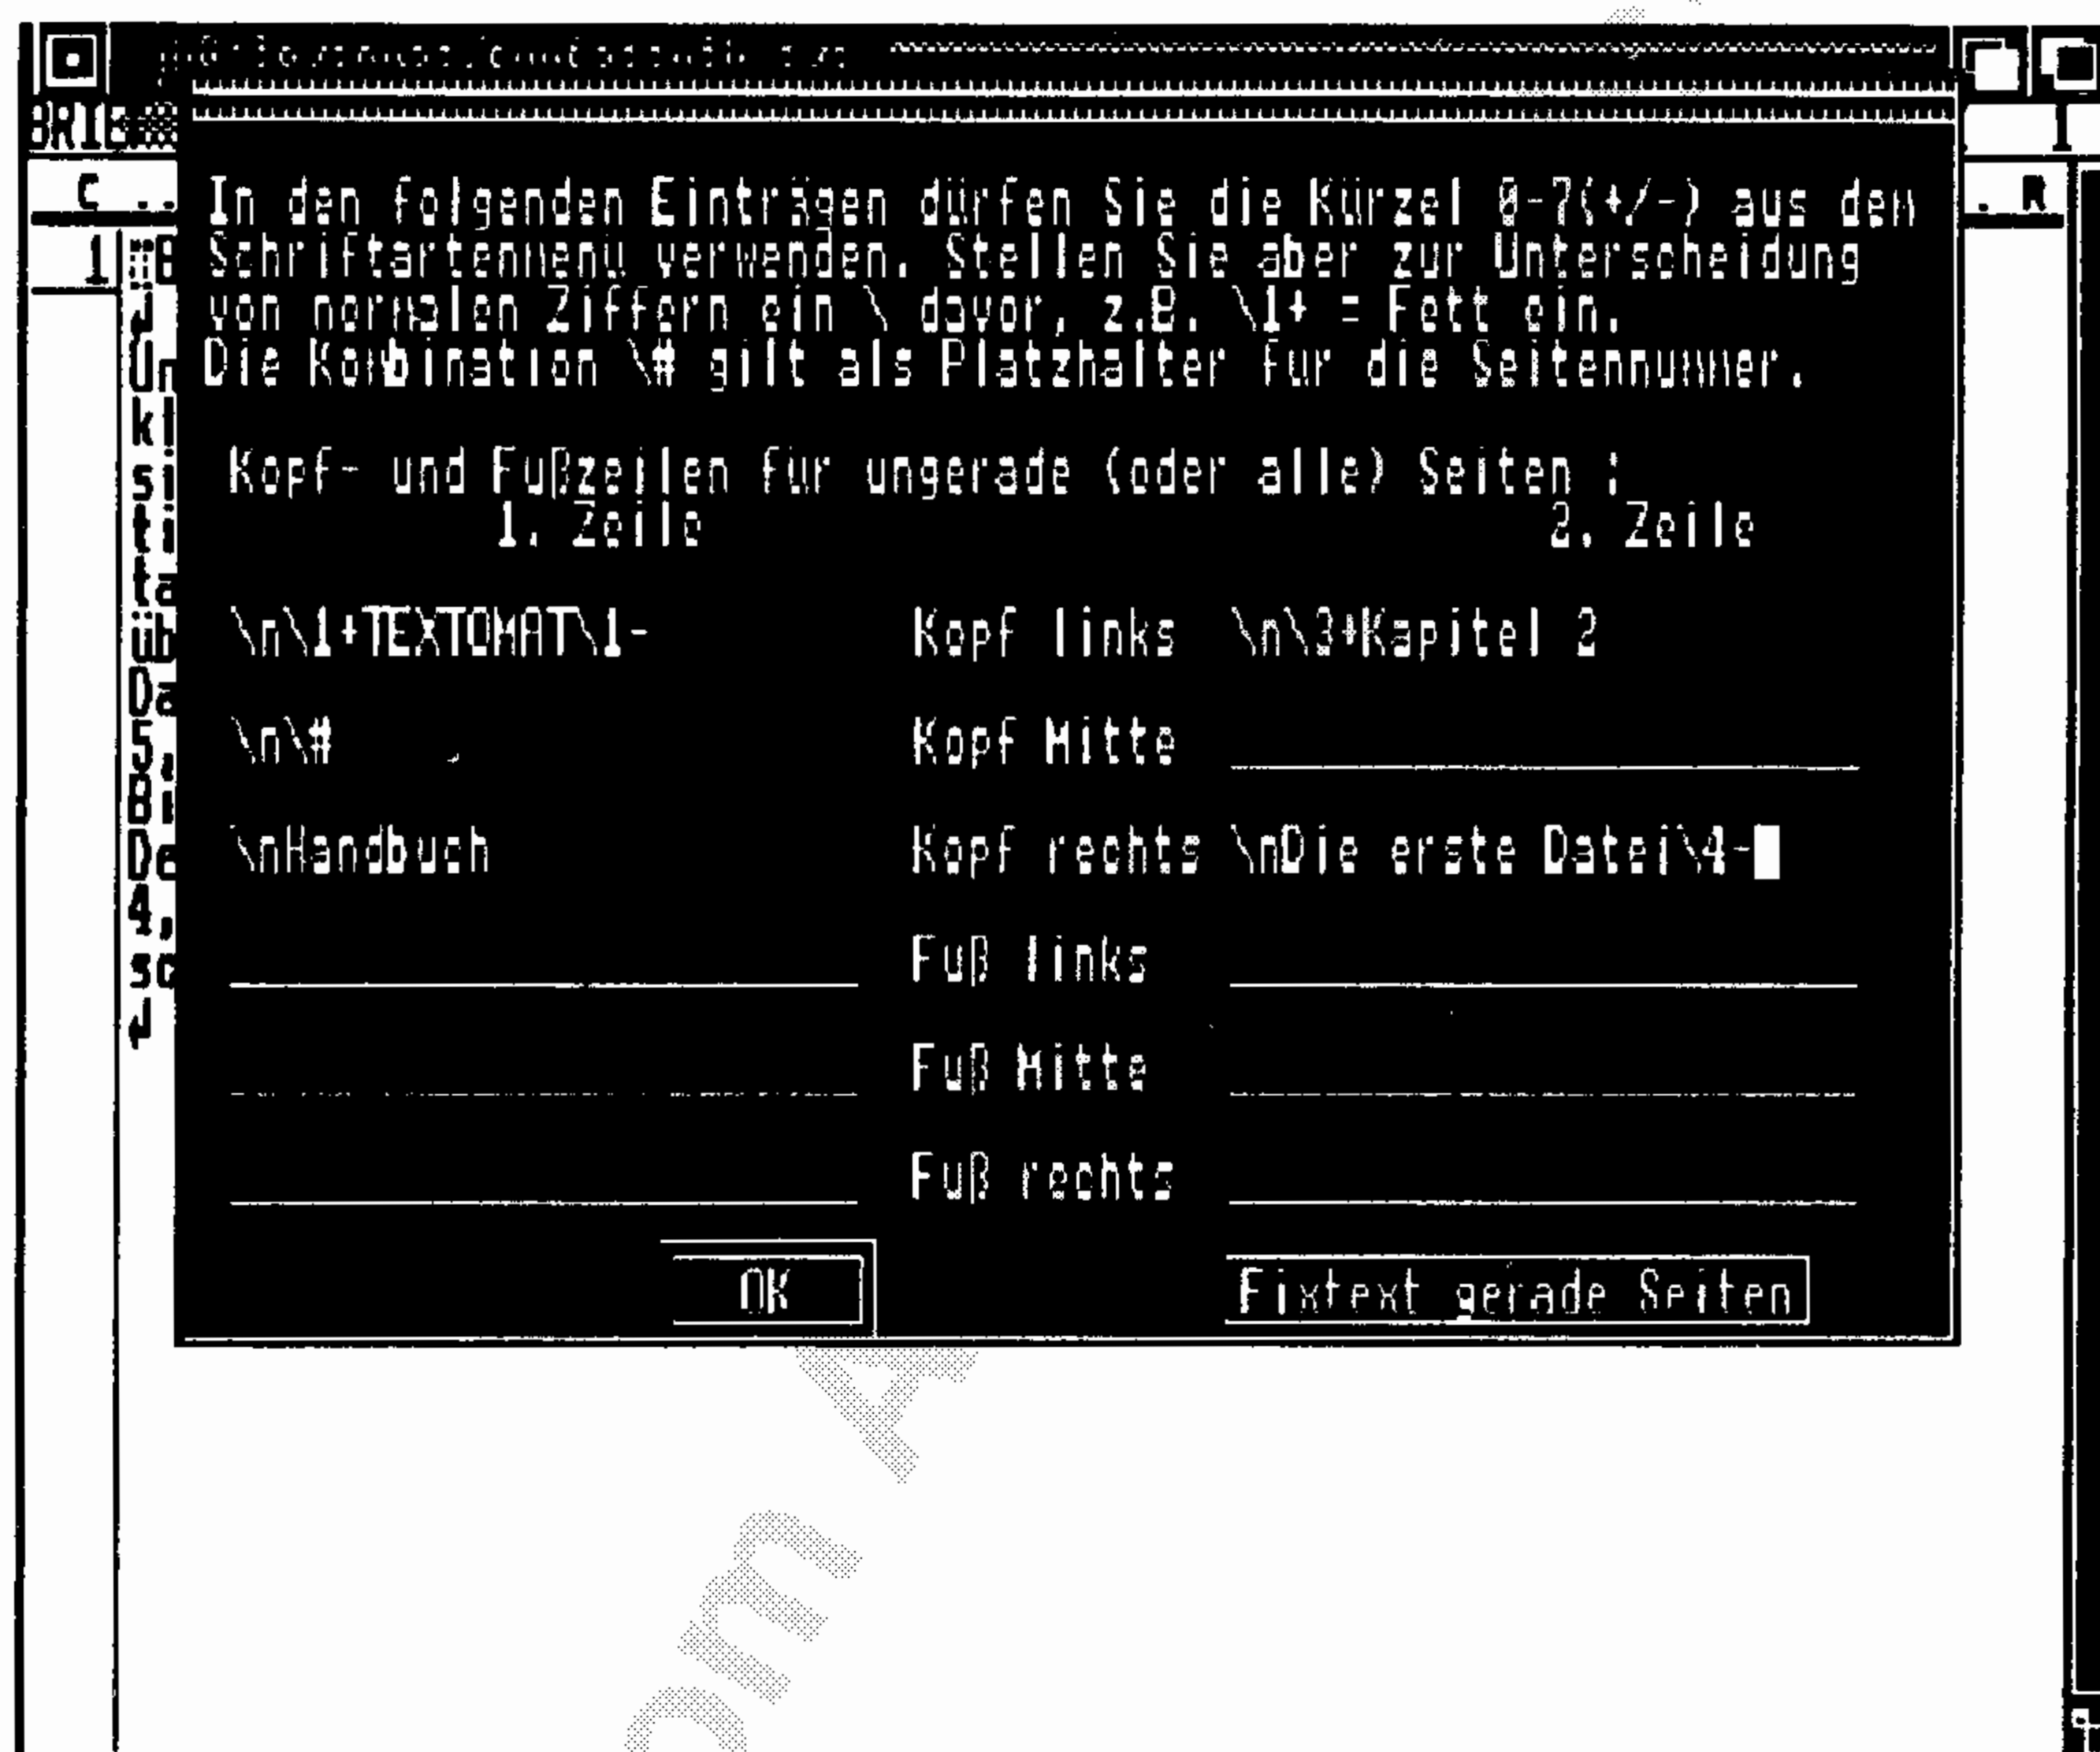 In den folgenden Einträgen dürfen Sie die Kürzel 0-7(+/-) aus dem
Schriftartenmenü verwenden. Stellen Sie aber zur Unterscheidung
von normalen Ziffern ein \ davor, z.B. \1+ = Fett ein.
Die Kombination \# gilt als Platzhalter für die Seitennummer.
Kopf- und Fußzeilen für ungerade (oder alle) Seiten :
1. Zeile 2. Zeile
\n\1+TEXTOMAT\1- Kopf links \n\3+Kapitel 2
\n\# Kopf Mitte
\nHandbuch Kopf rechts \nDie erste Datei\4-
Fuß links
Fuß Mitte
Fuß rechts
OK Fixtext gerade Seiten